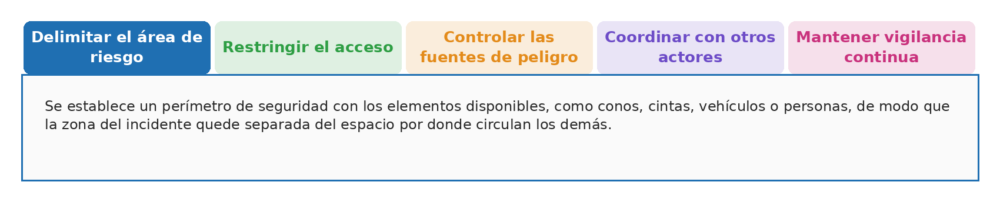 Delimitar el área de
riesgo
Restringir el acceso
Controlar las
fuentes de peligro
Coordinar con otros
actores
Mantener vigilancia
continua
Se establece un perímetro de seguridad con los elementos disponibles, como conos, cintas, vehículos o personas, de modo que
la zona del incidente quede separada del espacio por donde circulan los demás.